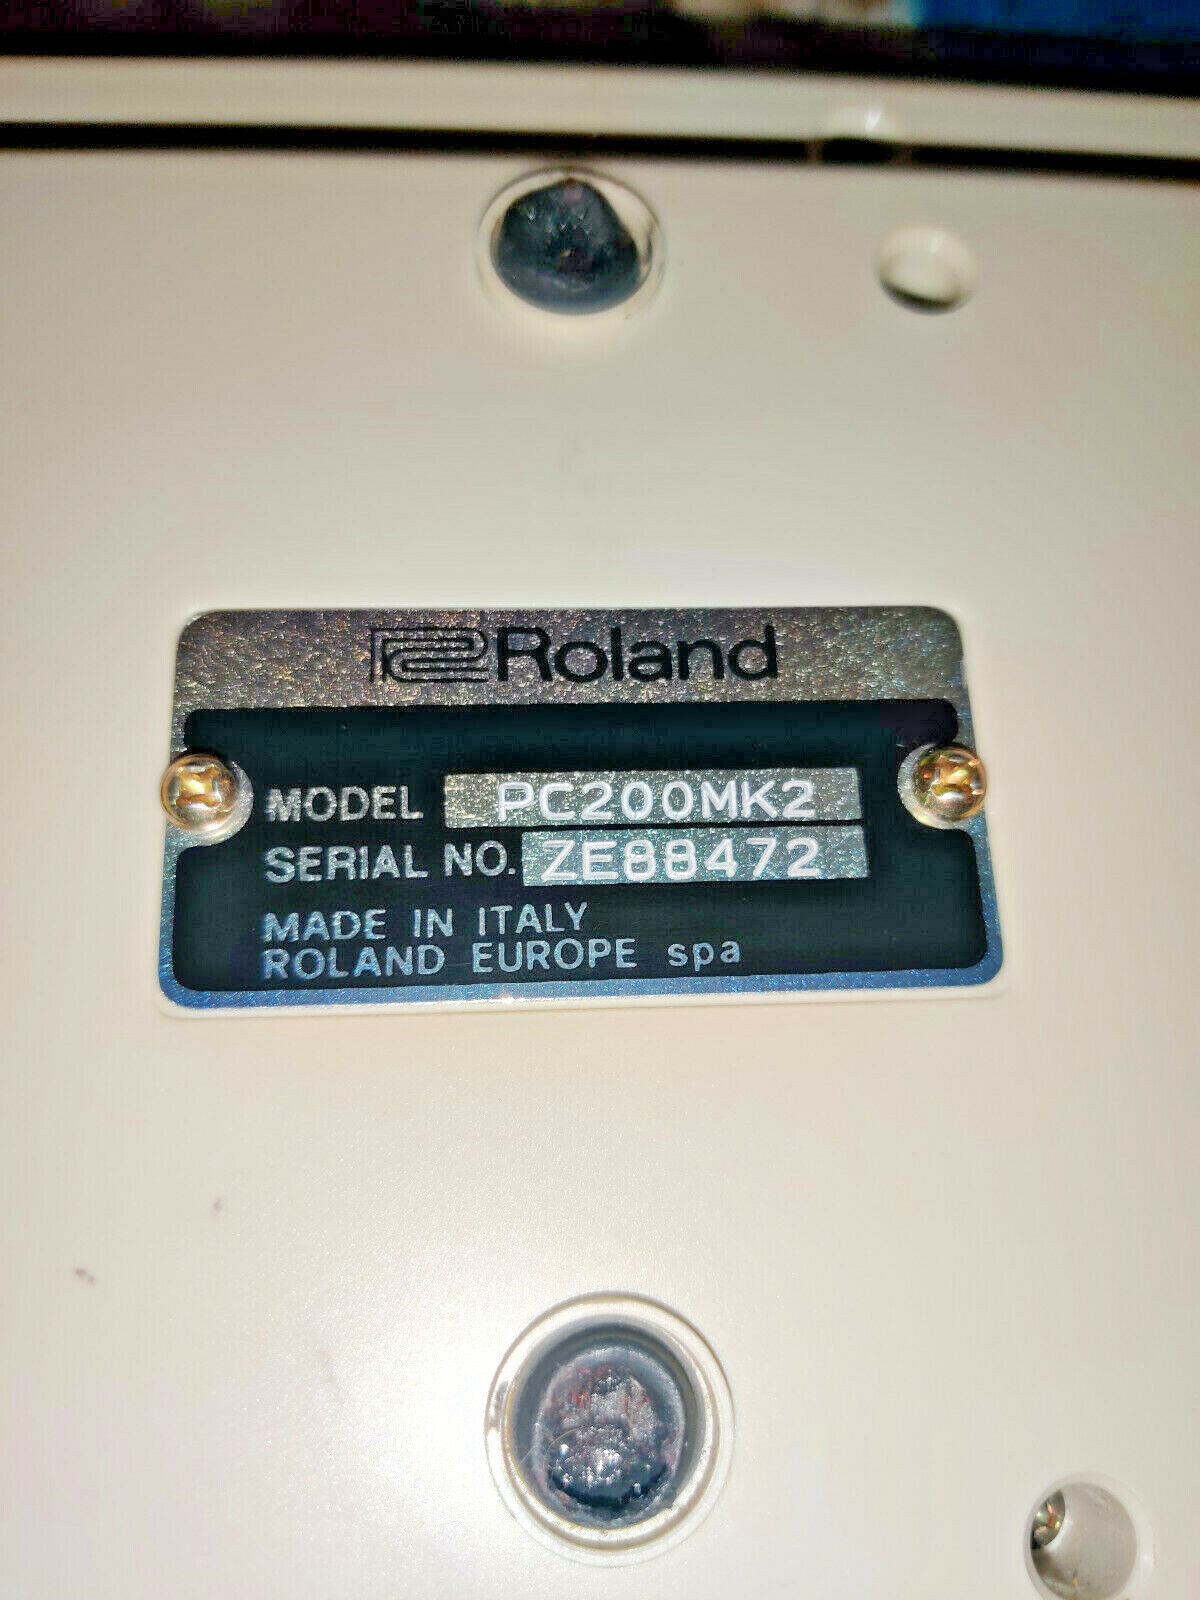 Roland
MODEL PC200MK2
SERIAL NO. ZE88472
MADE IN ITALY
ROLAND EUROPE spa